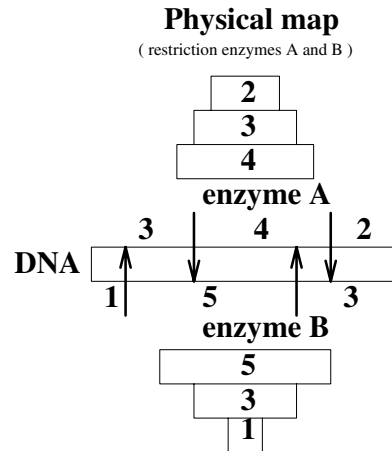 Physical map
( restriction enzymes A and B )
2
3
4
enzyme A
3 4 2
DNA
1 5 3
enzyme B
5
3
1